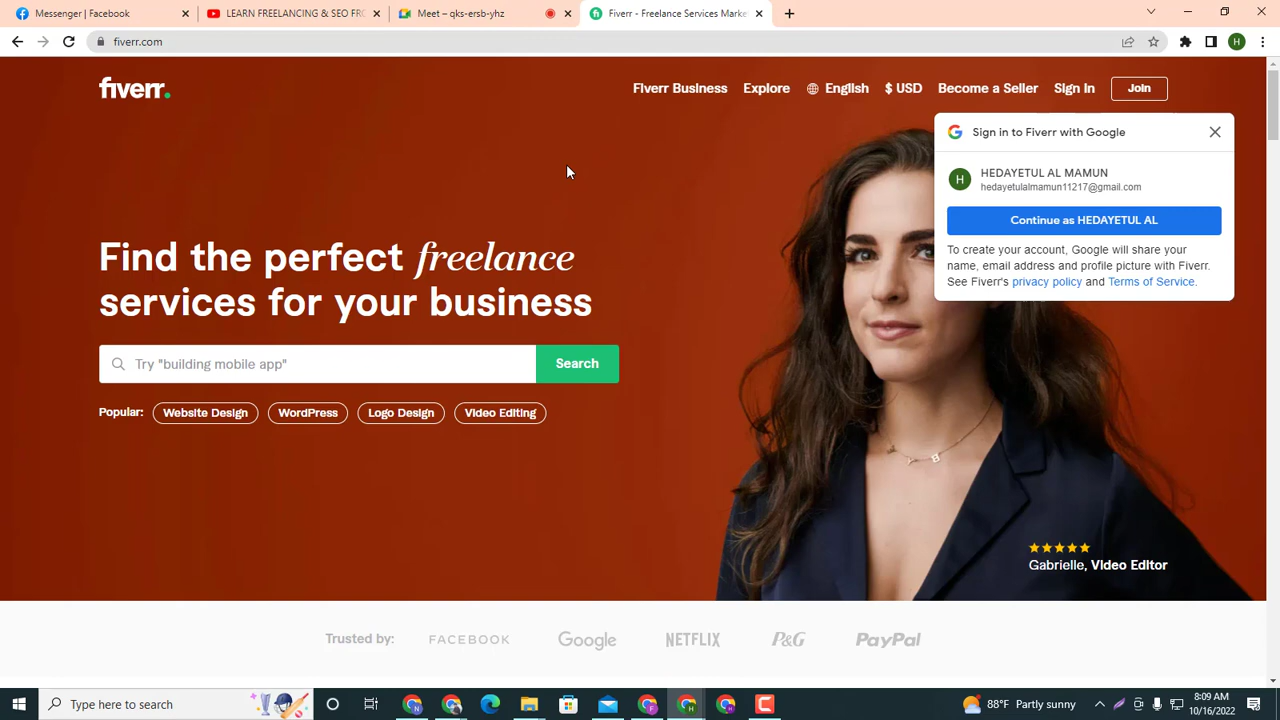 Messenger | Facebook
LEARN FREELANCING & SEO FRO
Meet – qks-ersb-yhz
Fiverr - Freelance Services Marke
fiverr.com
H
fiverr.
Fiverr Business
Explore
English
$ USD
Become a Seller
Sign in
Join
Sign in to Fiverr with Google
H
HEDAYETUL AL MAMUN
hedayetulalmamun11217@gmail.com
Continue as HEDAYETUL AL
To create your account, Google will share your
name, email address and profile picture with Fiverr.
See Fiverr's privacy policy and Terms of Service.
Find the perfect freelance
services for your business
Try "building mobile app"
Search
Popular:
Website Design
WordPress
Logo Design
Video Editing
Gabrielle, Video Editor
Trusted by:
FACEBOOK
Google
NETFLIX
P&G
PayPal
Type here to search
88°F Partly sunny
8:09 AM
10/16/2022